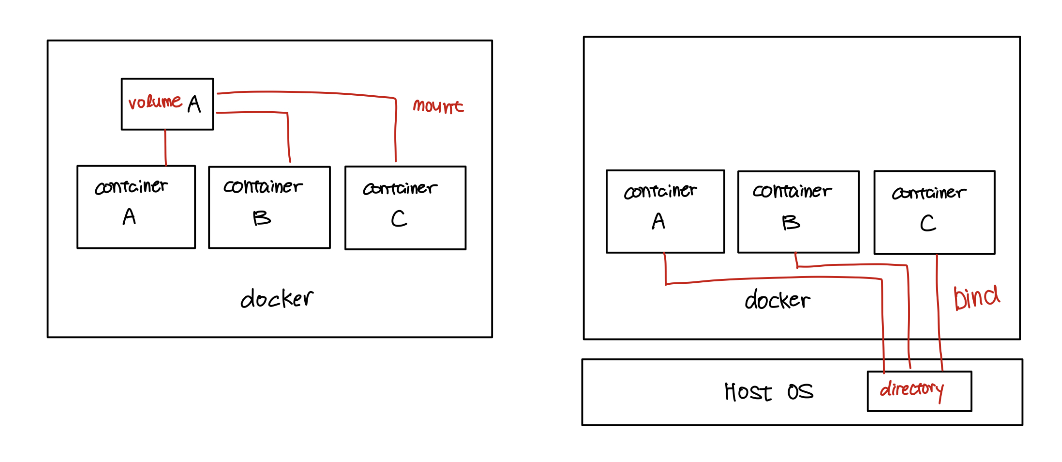 volume A
mount
container
A
container
B
container
C
docker
container
A
container
B
container
C
docker
bind
Host OS
directory